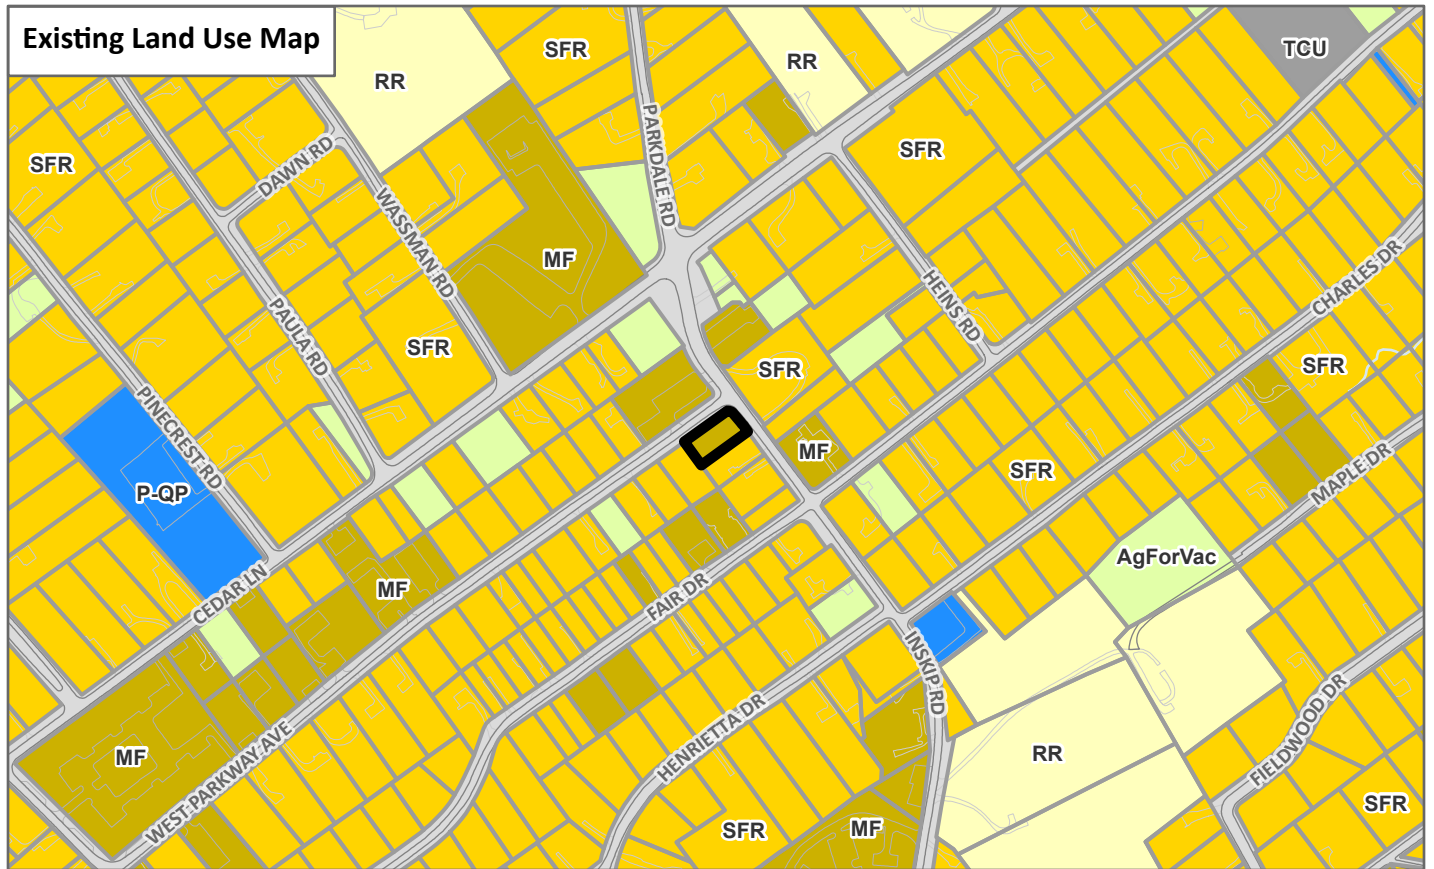 Existing Land Use Map
RR
SFR
RR
TCU
SFR
DAWN RD
PARKDALE RD
SFR
WASSMAN RD
MF
HEINS RD
CHARLES DR
PAULA RD
SFR
SFR
SFR
PINECREST RD
MF
SFR
MAPLE DR
P-QP
AgForVac
CEDAR LN
MF
FAIR DR
INSKIP RD
WEST PARKWAY AVE
MF
HENRIETTA DR
RR
FIELDWOOD DR
SFR
MF
SFR